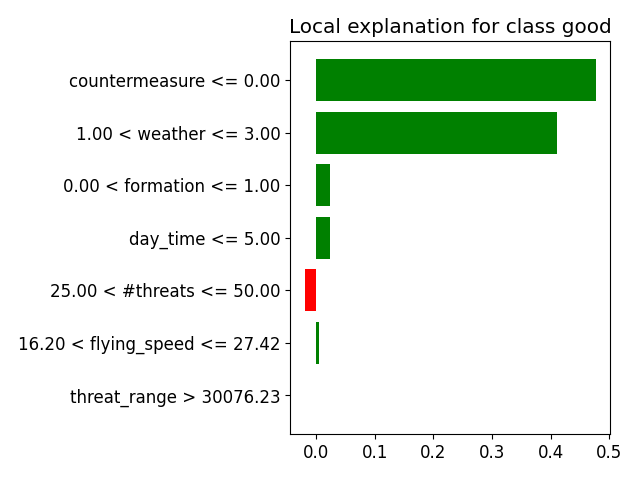 Local explanation for class good
countermeasure <= 0.00
1.00 < weather <= 3.00
0.00 < formation <= 1.00
day_time <= 5.00
25.00 < #threats <= 50.00
16.20 < flying_speed <= 27.42
threat_range > 30076.23
0.0 0.1 0.2 0.3 0.4 0.5